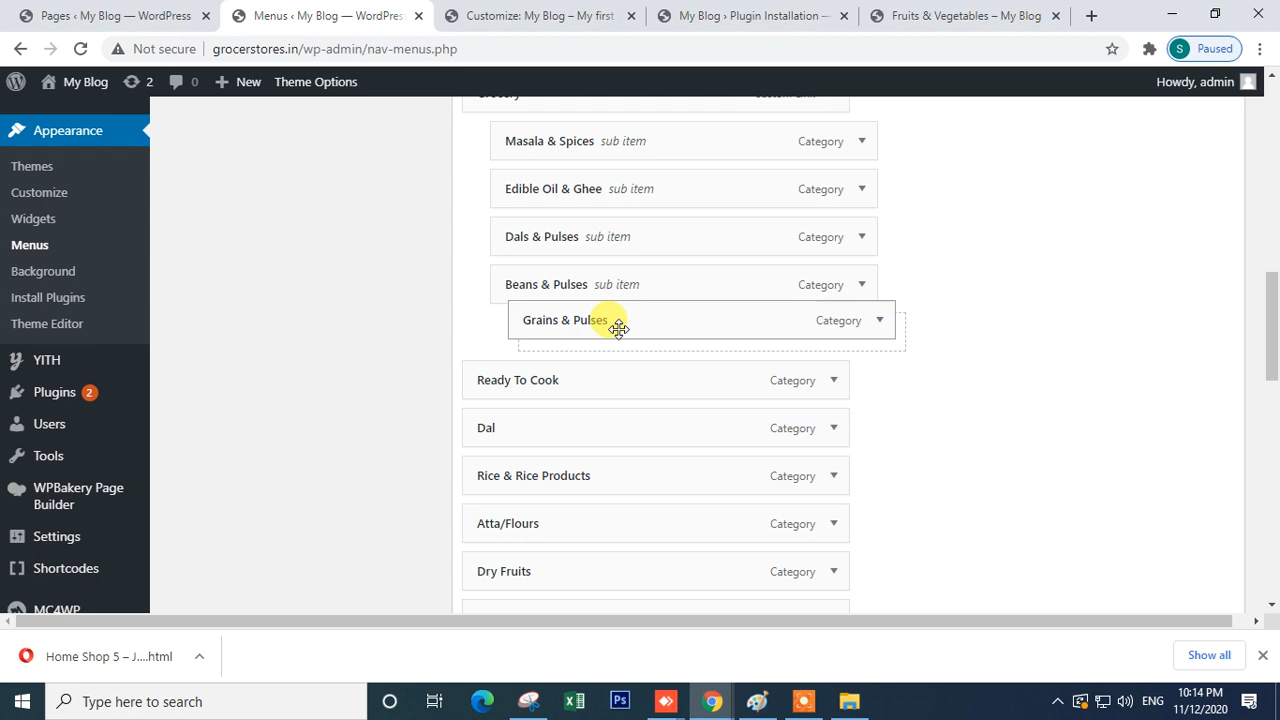 Pages ‹ My Blog — WordPress
Menus ‹ My Blog — WordPres
Customize: My Blog – My first
My Blog › Plugin Installation —
Fruits & Vegetables – My Blog
Not secure
grocerstores.in/wp-admin/nav-menus.php
S Paused
My Blog
2
0
New
Theme Options
Howdy, admin
Appearance
Themes
Customize
Widgets
Menus
Background
Install Plugins
Theme Editor
YITH
Plugins 2
Users
Tools
WPBakery Page
Builder
Settings
Shortcodes
MC4WP
Grocery
Custom Link
Masala & Spices sub item
Category
Edible Oil & Ghee sub item
Category
Dals & Pulses sub item
Category
Beans & Pulses sub item
Category
Grains & Pulses
Category
Ready To Cook
Category
Dal
Category
Rice & Rice Products
Category
Atta/Flours
Category
Dry Fruits
Category
Home Shop 5 – J....html
Show all
Type here to search
Ps
ENG
10:14 PM
11/12/2020